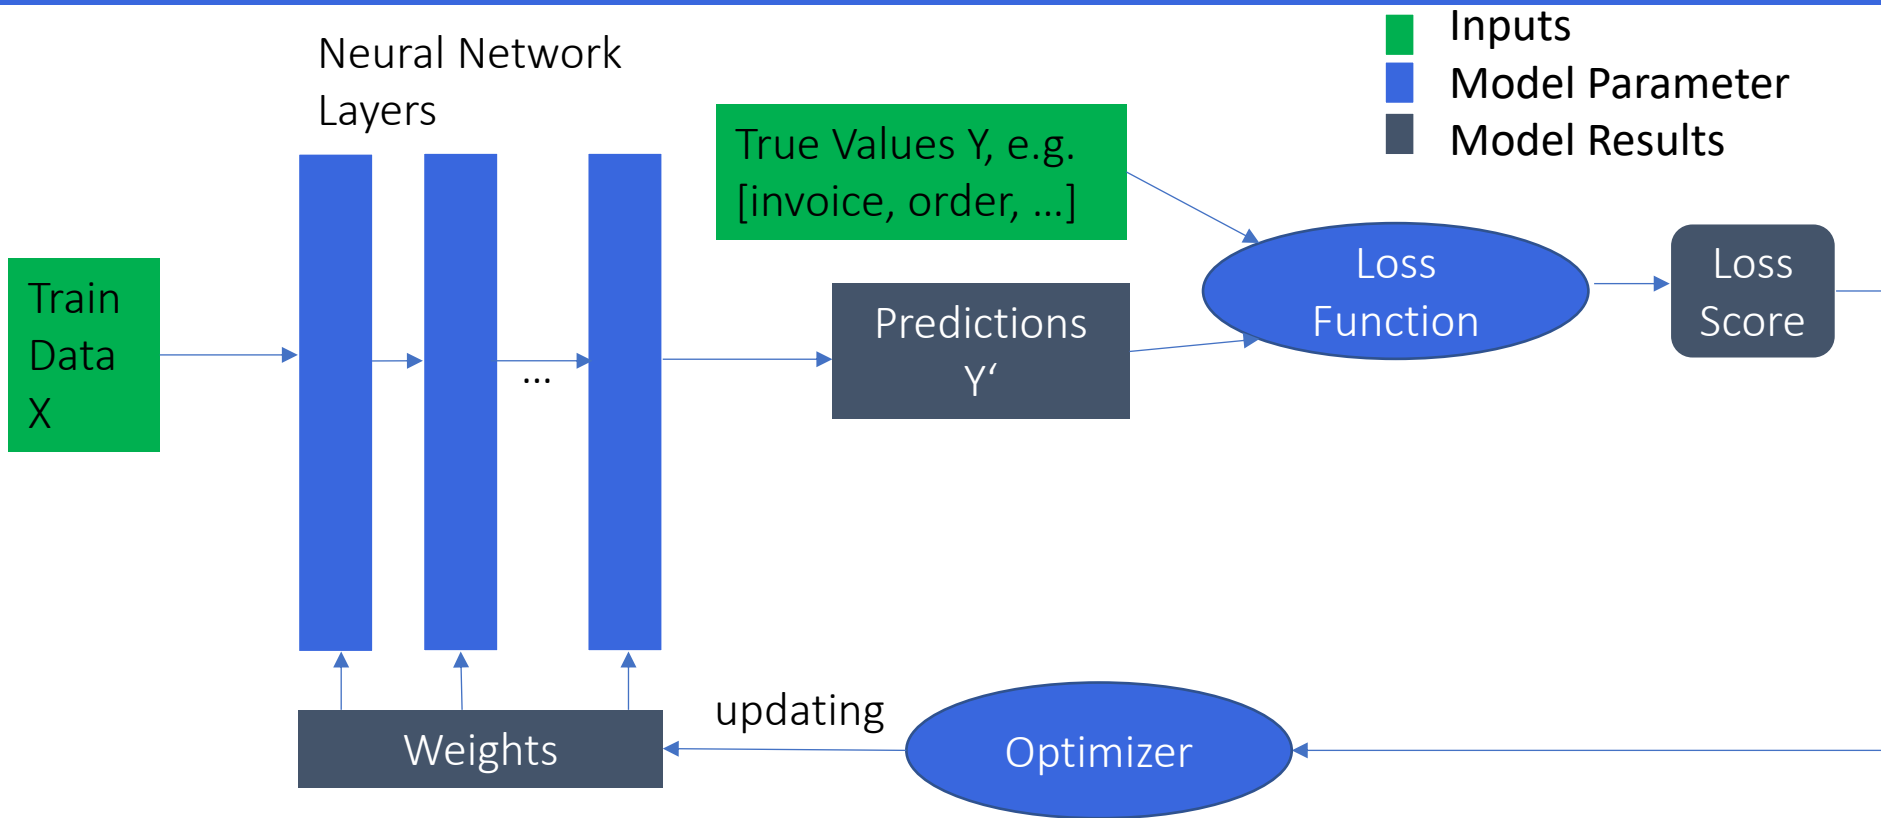 Neural Network
Layers
Inputs
Model Parameter
Model Results
True Values Y, e.g.
[invoice, order, ...]
Train
Data
X
...
Predictions
Y‘
Loss
Function
Loss
Score
Weights
updating
Optimizer